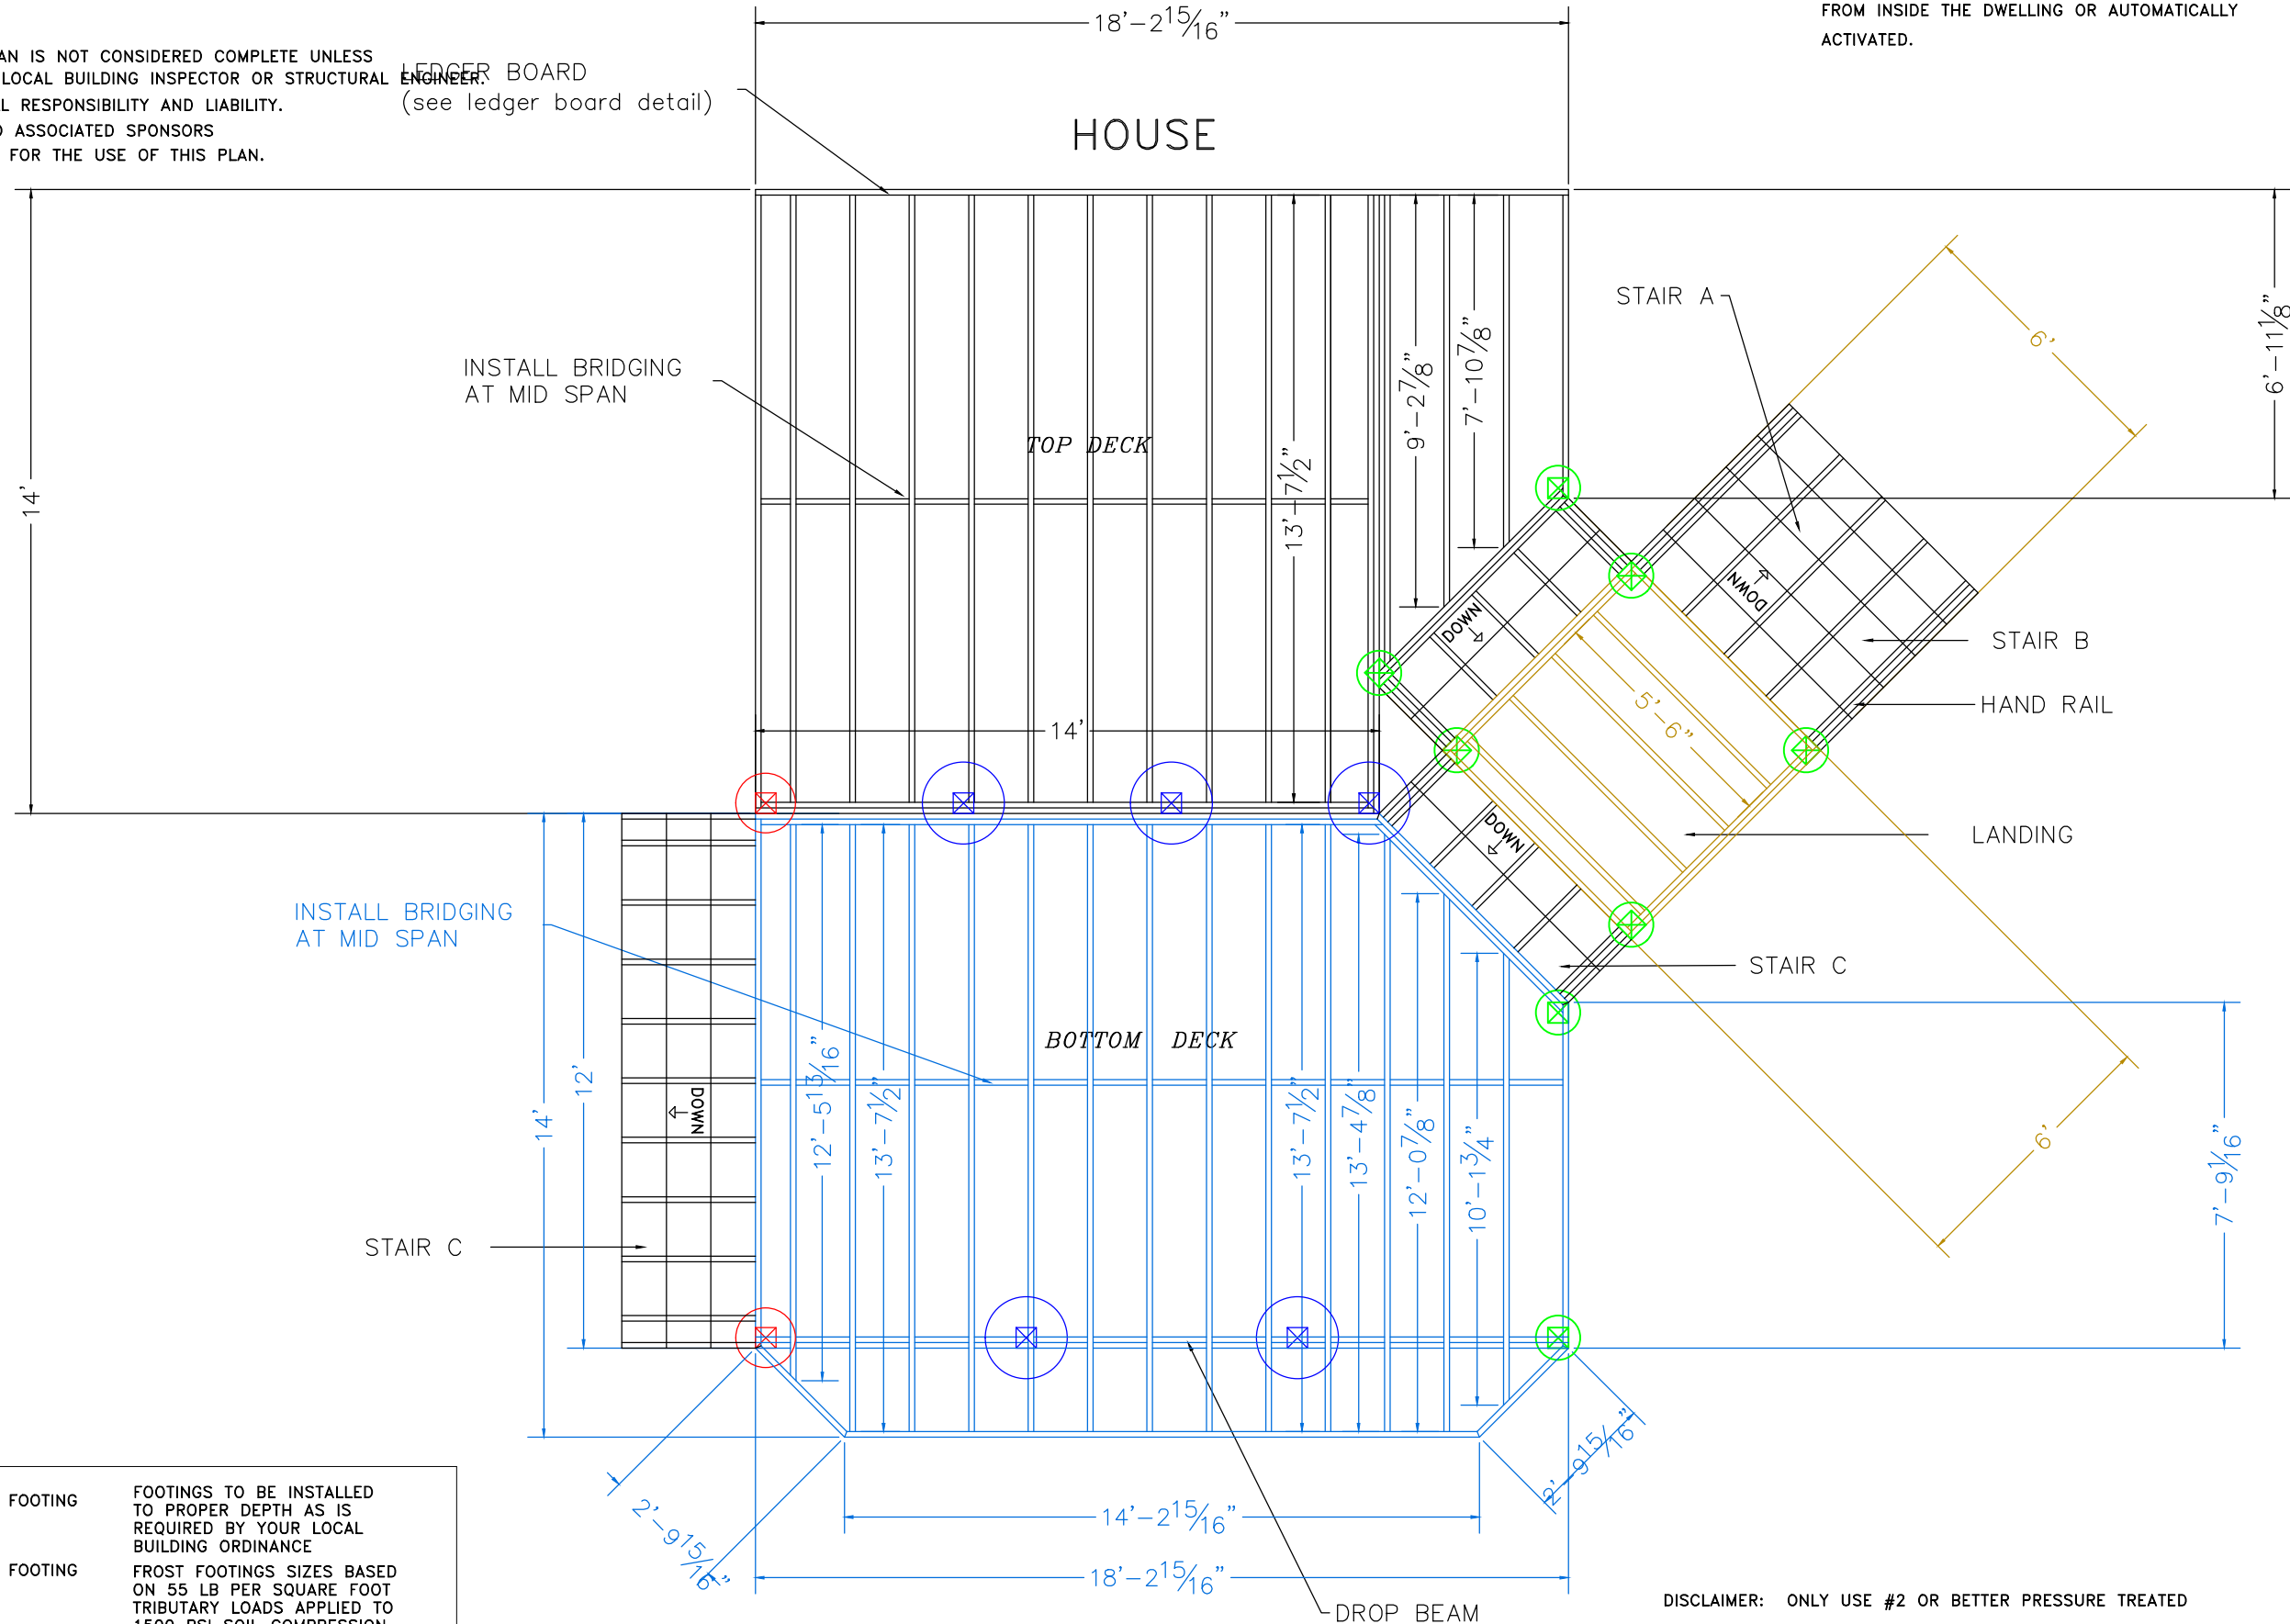 18'-2 15/16"
FROM INSIDE THE DWELLING OR AUTOMATICALLY
ACTIVATED.
AN IS NOT CONSIDERED COMPLETE UNLESS
LOCAL BUILDING INSPECTOR OR STRUCTURAL ENGINEER.
L RESPONSIBILITY AND LIABILITY.
ASSOCIATED SPONSORS
FOR THE USE OF THIS PLAN.
LEDGER BOARD
(see ledger board detail)
HOUSE
14'
INSTALL BRIDGING
AT MID SPAN
TOP DECK
13'-7 1/2"
9'-2 7/8"
7'-10 7/8"
STAIR A
6'
6'-11 1/8"
DOWN
DOWN
STAIR B
HAND RAIL
5'-6"
14'
LANDING
DOWN
STAIR C
INSTALL BRIDGING
AT MID SPAN
BOTTOM DECK
14'
12'
DOWN
12'-5 13/16"
13'-7 1/2"
13'-7 1/2"
13'-4 7/8"
12'-0 7/8"
10'-1 3/4"
6'
7'-9 1/16"
STAIR C
2'-9 15/16"
2'-9 15/16"
14'-2 15/16"
18'-2 15/16"
DROP BEAM
FOOTING
FOOTINGS TO BE INSTALLED
TO PROPER DEPTH AS IS
REQUIRED BY YOUR LOCAL
BUILDING ORDINANCE
FOOTING
FROST FOOTINGS SIZES BASED
ON 55 LB PER SQUARE FOOT
TRIBUTARY LOADS APPLIED TO
1500 PSI SOIL COMPRESSION
DISCLAIMER: ONLY USE #2 OR BETTER PRESSURE TREATED